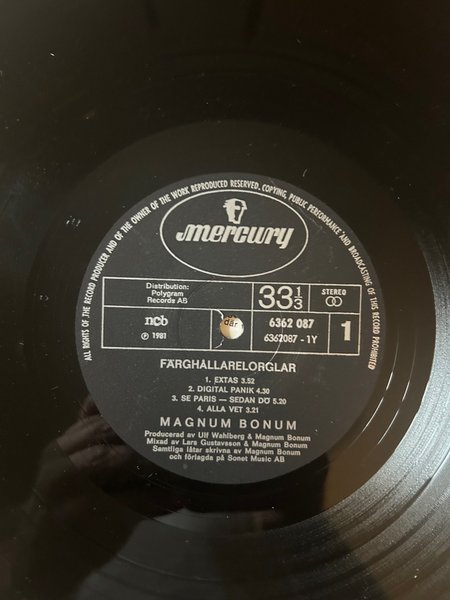 ALL RIGHTS OF THE RECORD PRODUCER AND OF THE OWNER OF THE WORK REPRODUCED RESERVED. COPYING, PUBLIC PERFORMANCE AND BROADCASTING OF THIS RECORD PROHIBITED
mercury
Distribution:
Polygram
Records AB
33 1/3
STEREO
ncb
℗ 1981
6362 087
6362087 - 1Y
1
FÄRGHÅLLARELORGLAR
1. EXTAS 3.52
2. DIGITAL PANIK 4.30
3. SE PARIS — SEDAN DÖ 5.20
4. ALLA VET 3.21
MAGNUM BONUM
Producerad av Ulf Wahlberg & Magnum Bonum
Mixad av Lars Gustavsson & Magnum Bonum
Samtliga låtar skrivna av Magnum Bonum
och förlagda på Sonet Music AB